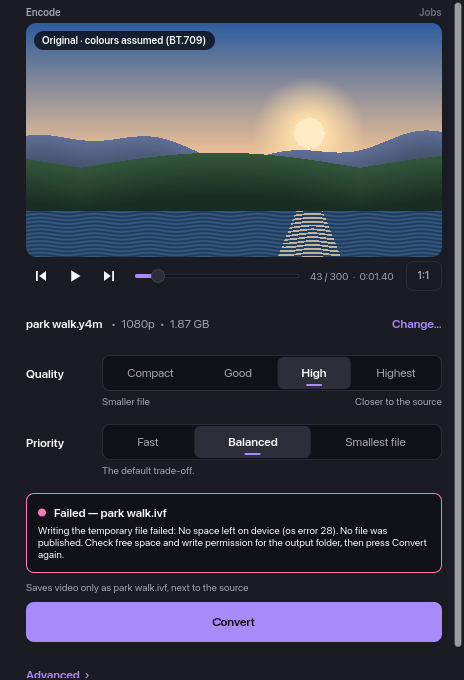 Encode
Jobs
Original · colours assumed (BT.709)
43 / 300 · 0:01.40
1:1
park walk.y4m • 1080p • 1.87 GB
Change...
Quality
Compact
Good
High
Highest
Smaller file
Closer to the source
Priority
Fast
Balanced
Smallest file
The default trade-off.
Failed — park walk.ivf
Writing the temporary file failed: No space left on device (os error 28). No file was
published. Check free space and write permission for the output folder, then press Convert
again.
Saves video only as park walk.ivf, next to the source
Convert
Advanced ›